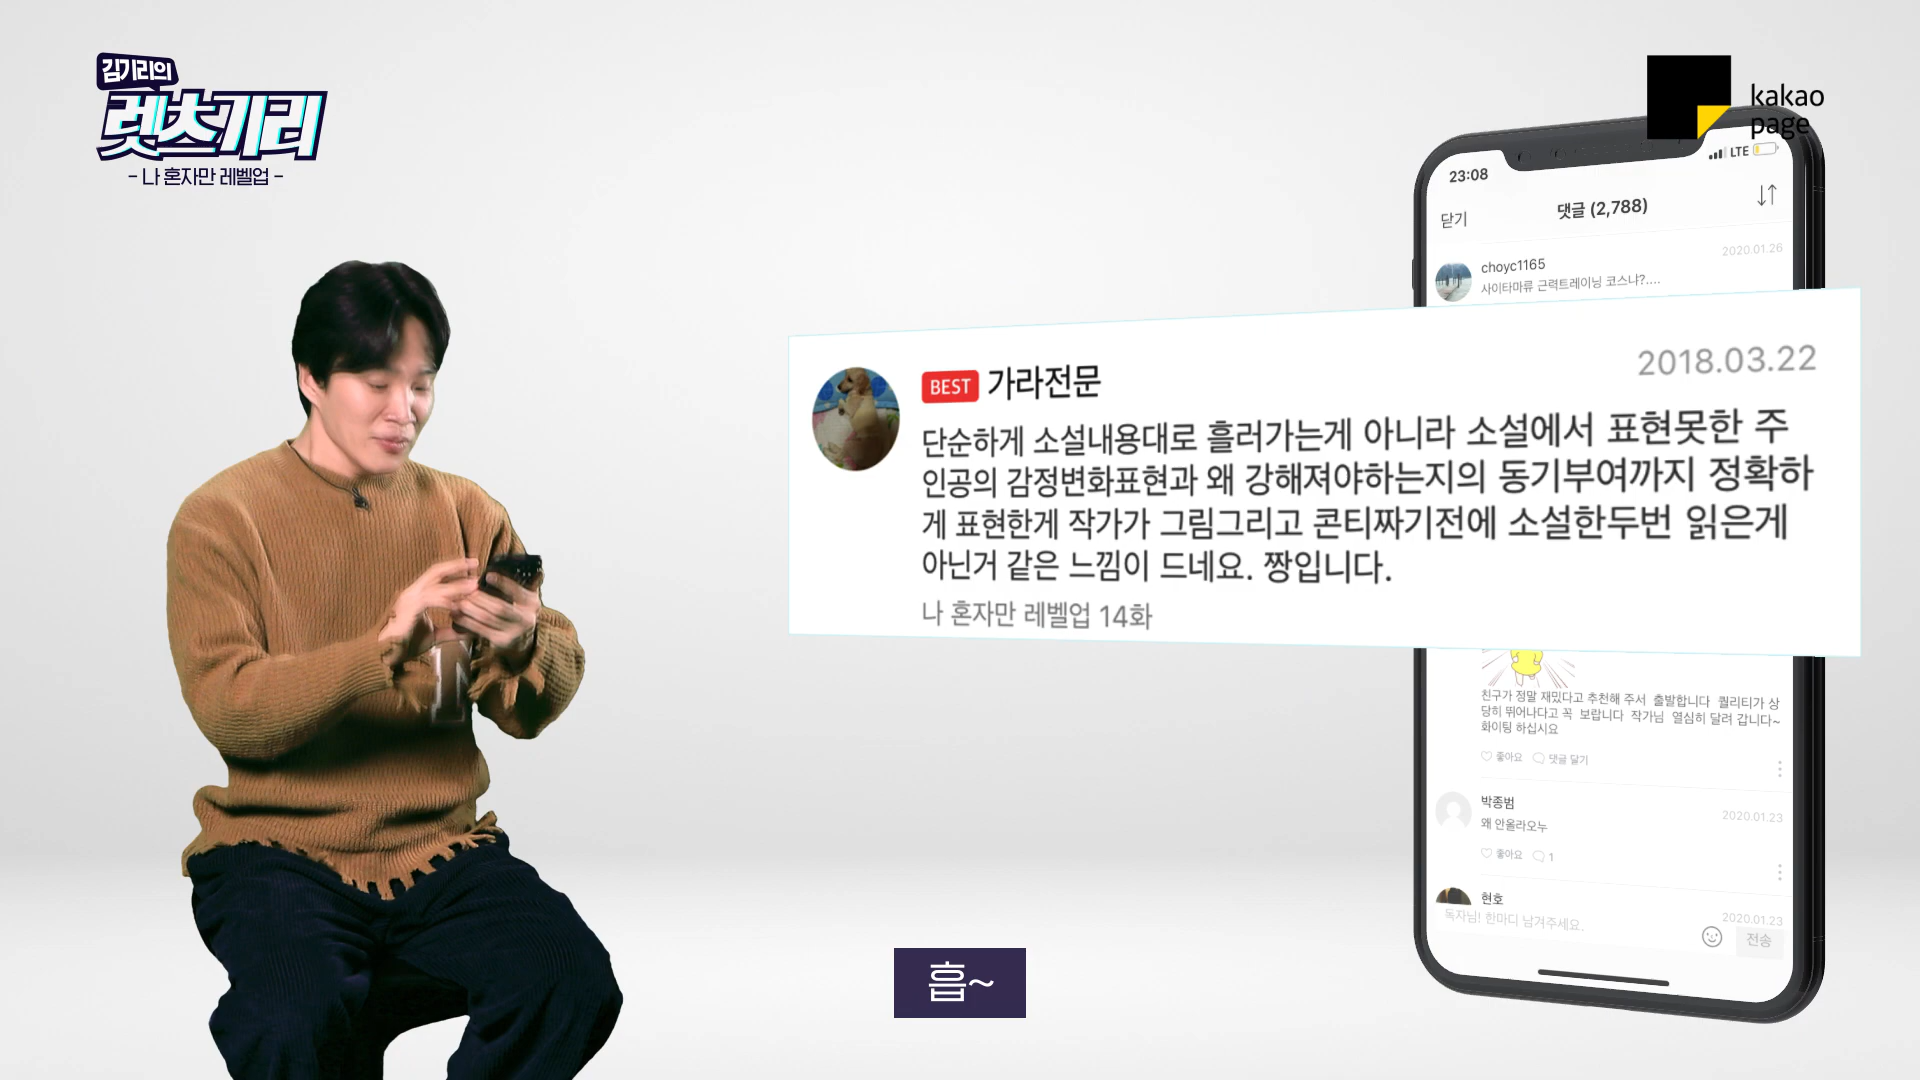 김기리의
렛츠기리
- 나 혼자만 레벨업 -
kakao
page
23:08
LTE
닫기
댓글 (2,788)
2020.01.26
choyc1165
사이타마류 근력트레이닝 코스냐?....
2018.03.22
BEST 가라전문
단순하게 소설내용대로 흘러가는게 아니라 소설에서 표현못한 주
인공의 감정변화표현과 왜 강해져야하는지의 동기부여까지 정확하
게 표현한게 작가가 그림그리고 콘티짜기전에 소설한두번 읽은게
아닌거 같은 느낌이 드네요. 짱입니다.
나 혼자만 레벨업 14화
친구가 정말 재밌다고 추천해 주서 출발합니다 퀄리티가 상
당히 뛰어나다고 꼭 보랍니다 작가님 열심히 달려 갑니다~
화이팅 하십시요
좋아요 댓글 달기
박종범
2020.01.23
왜 안올라오누
좋아요 1
현호
2020.01.23
독자님! 한마디 남겨주세요.
전송
흡~